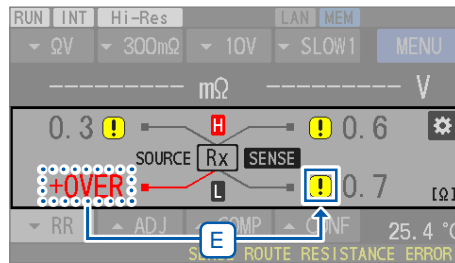 RUN INT Hi-Res LAN MEM
ΩV 300mΩ 10V SLOW1 MENU
------- mΩ ------- V
0.3 ! H ! 0.6
SOURCE Rx SENSE
+OVER L ! 0.7 [Ω]
RR ADJ COMP CONF 25.4 °C
E
SENSE ROUTE RESISTANCE ERROR